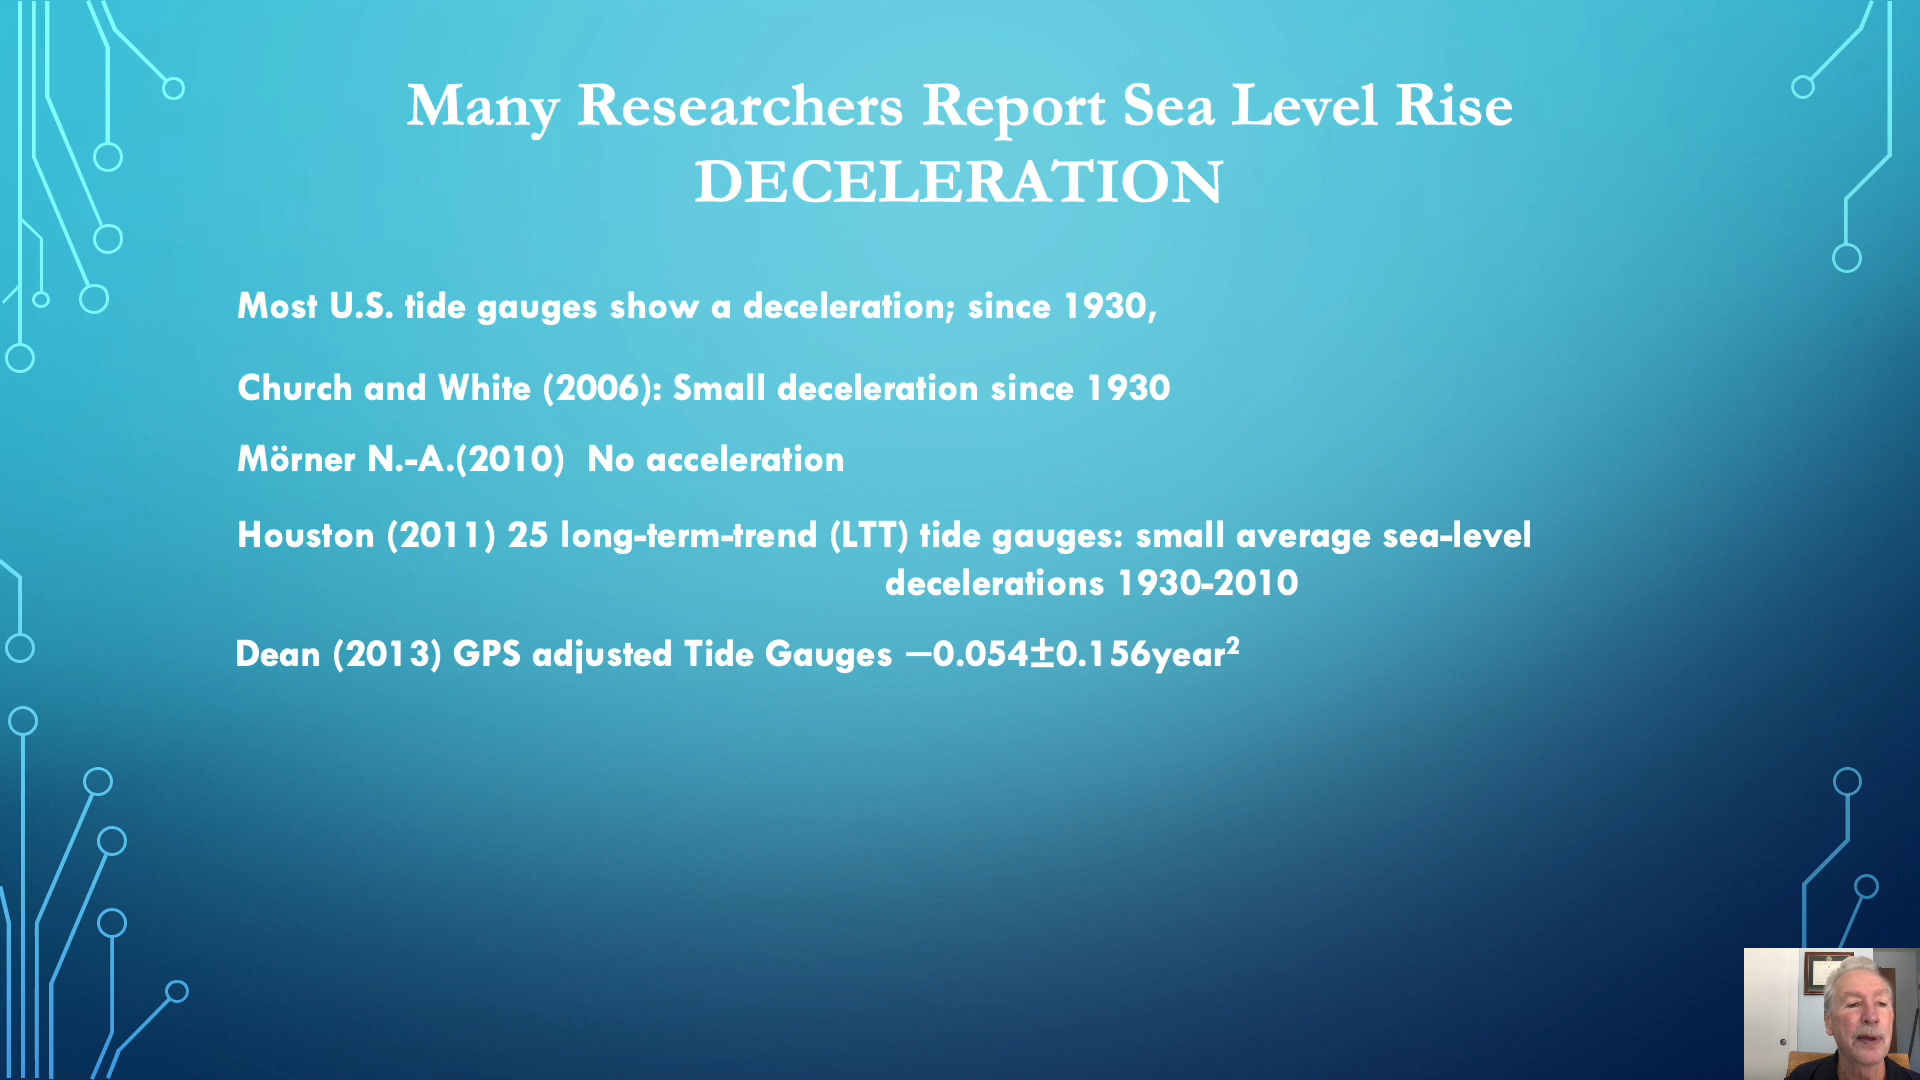 Many Researchers Report Sea Level Rise
DECELERATION
Most U.S. tide gauges show a deceleration; since 1930,
Church and White (2006): Small deceleration since 1930
Mörner N.-A.(2010)  No acceleration
Houston (2011) 25 long-term-trend (LTT) tide gauges: small average sea-level
decelerations 1930-2010
Dean (2013) GPS adjusted Tide Gauges —0.054±0.156year²